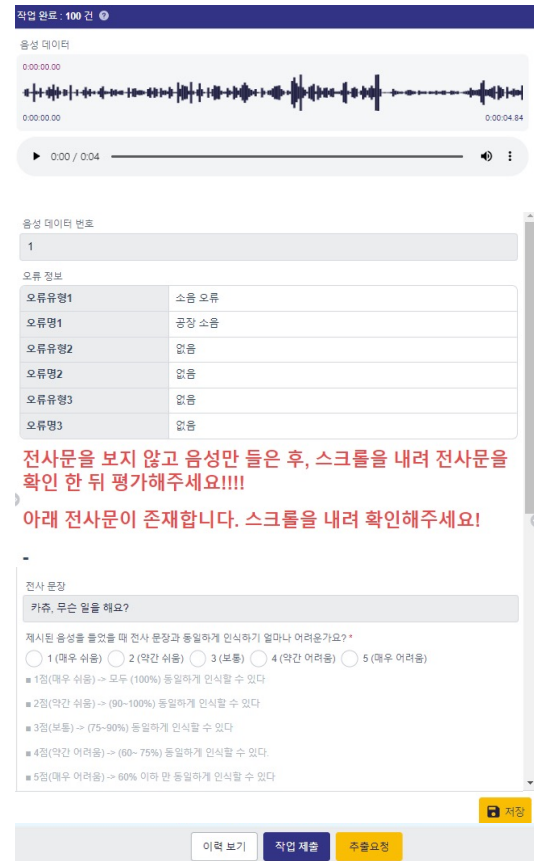 작업 완료 : 100 건
음성 데이터
0:00:00.00
0:00:00.00 0:00:04.84
0:00 / 0:04
음성 데이터 번호
1
오류 정보
오류유형1 소음 오류
오류명1 공장 소음
오류유형2 없음
오류명2 없음
오류유형3 없음
오류명3 없음
전사문을 보지 않고 음성만 들은 후, 스크롤을 내려 전사문을
확인 한 뒤 평가해주세요!!!!
아래 전사문이 존재합니다. 스크롤을 내려 확인해주세요!
-
전사 문장
카쥬, 무슨 일을 해요?
제시된 음성을 들었을 때 전사 문장과 동일하게 인식하기 얼마나 어려운가요? *
1 (매우 쉬움) 2 (약간 쉬움) 3 (보통) 4 (약간 어려움) 5 (매우 어려움)
■ 1점(매우 쉬움) -> 모두 (100%) 동일하게 인식할 수 있다
■ 2점(약간 쉬움) -> (90~100%) 동일하게 인식할 수 있다
■ 3점(보통) -> (75~90%) 동일하게 인식할 수 있다
■ 4점(약간 어려움) -> (60~ 75%) 동일하게 인식할 수 있다.
■ 5점(매우 어려움) -> 60% 이하 만 동일하게 인식할 수 있다
저장
이력 보기 작업 제출 추출요청